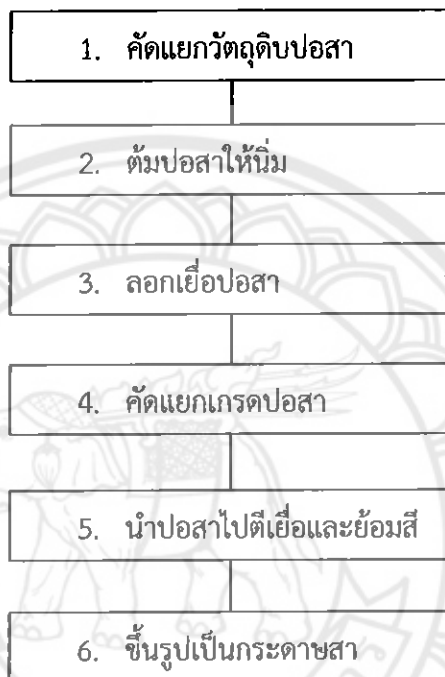 1. คัดแยกวัตถุดิบปอสา
2. ต้มปอสาให้นิ่ม
3. ลอกเยื่อปอสา
4. คัดแยกเกรดปอสา
5. นำปอสาไปตีเยื่อและย้อมสี
6. ขึ้นรูปเป็นกระดาษสา